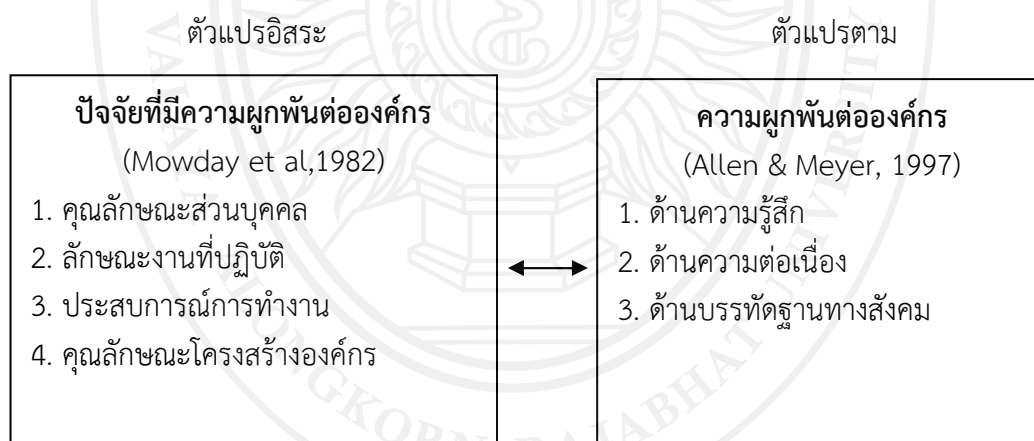 ตัวแปรอิสระ
ตัวแปรตาม
ปัจจัยที่มีความผูกพันต่อองค์กร
(Mowday et al,1982)
1. คุณลักษณะส่วนบุคคล
2. ลักษณะงานที่ปฏิบัติ
3. ประสบการณ์การทำงาน
4. คุณลักษณะโครงสร้างองค์กร
ความผูกพันต่อองค์กร
(Allen & Meyer, 1997)
1. ด้านความรู้สึก
2. ด้านความต่อเนื่อง
3. ด้านบรรทัดฐานทางสังคม